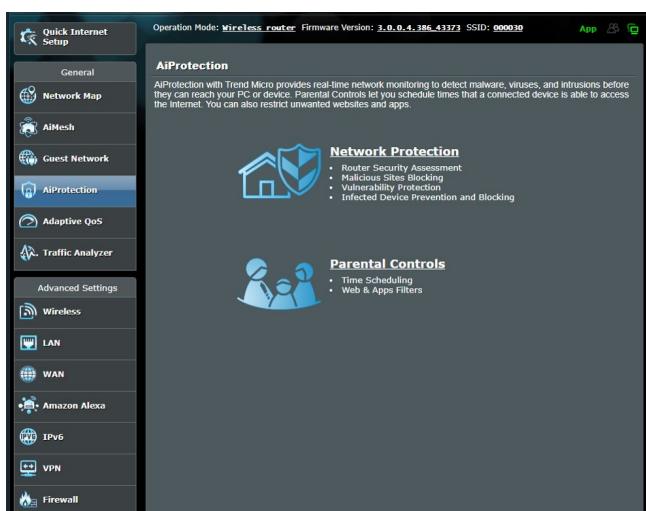 Quick Internet
Setup
Operation Mode: Wireless router Firmware Version: 3.0.0.4.386_43373 SSID: 000030
App
General
Network Map
AiMesh
Guest Network
AiProtection
Adaptive QoS
Traffic Analyzer
Advanced Settings
Wireless
LAN
WAN
Amazon Alexa
IPv6
VPN
Firewall
AiProtection
AiProtection with Trend Micro provides real-time network monitoring to detect malware, viruses, and intrusions before
they can reach your PC or device. Parental Controls let you schedule times that a connected device is able to access
the Internet. You can also restrict unwanted websites and apps.
Network Protection
• Router Security Assessment
• Malicious Sites Blocking
• Vulnerability Protection
• Infected Device Prevention and Blocking
Parental Controls
• Time Scheduling
• Web & Apps Filters